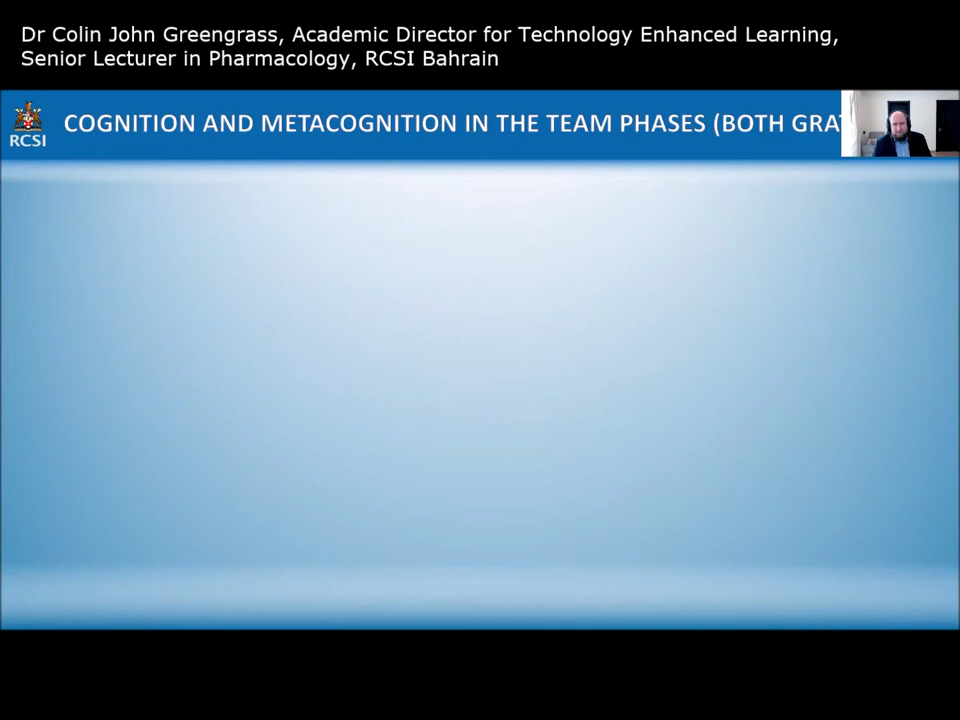 Dr Colin John Greengrass, Academic Director for Technology Enhanced Learning,
Senior Lecturer in Pharmacology, RCSI Bahrain
RCSI
COGNITION AND METACOGNITION IN THE TEAM PHASES (BOTH GRAT